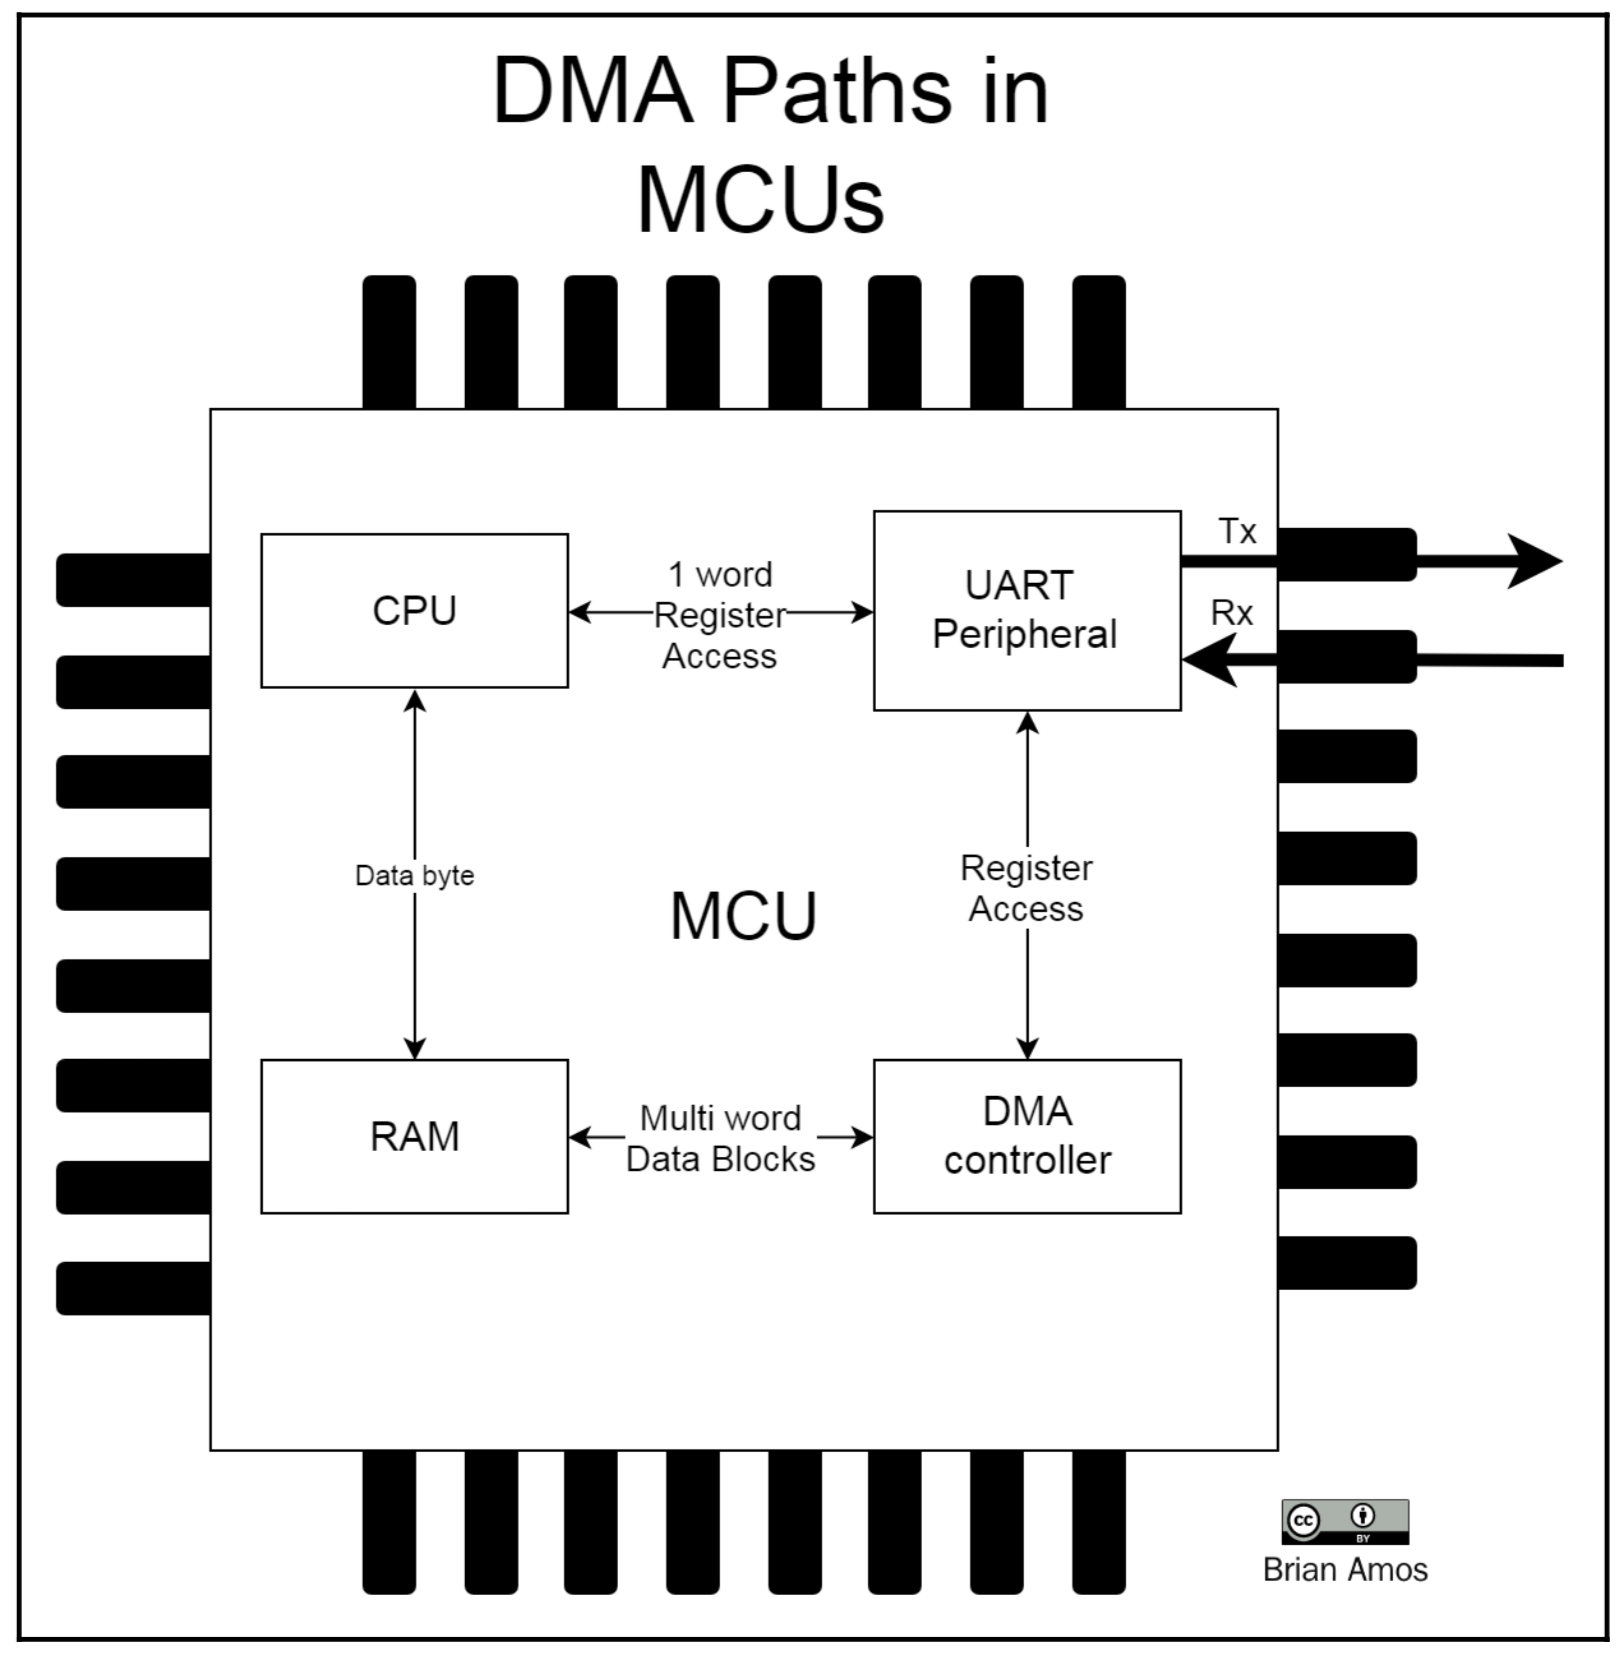 DMA Paths in
MCUs
CPU
1 word
Register
Access
UART
Peripheral
Tx
Rx
Data byte
MCU
Register
Access
RAM
Multi word
Data Blocks
DMA
controller
cc
BY
Brian Amos